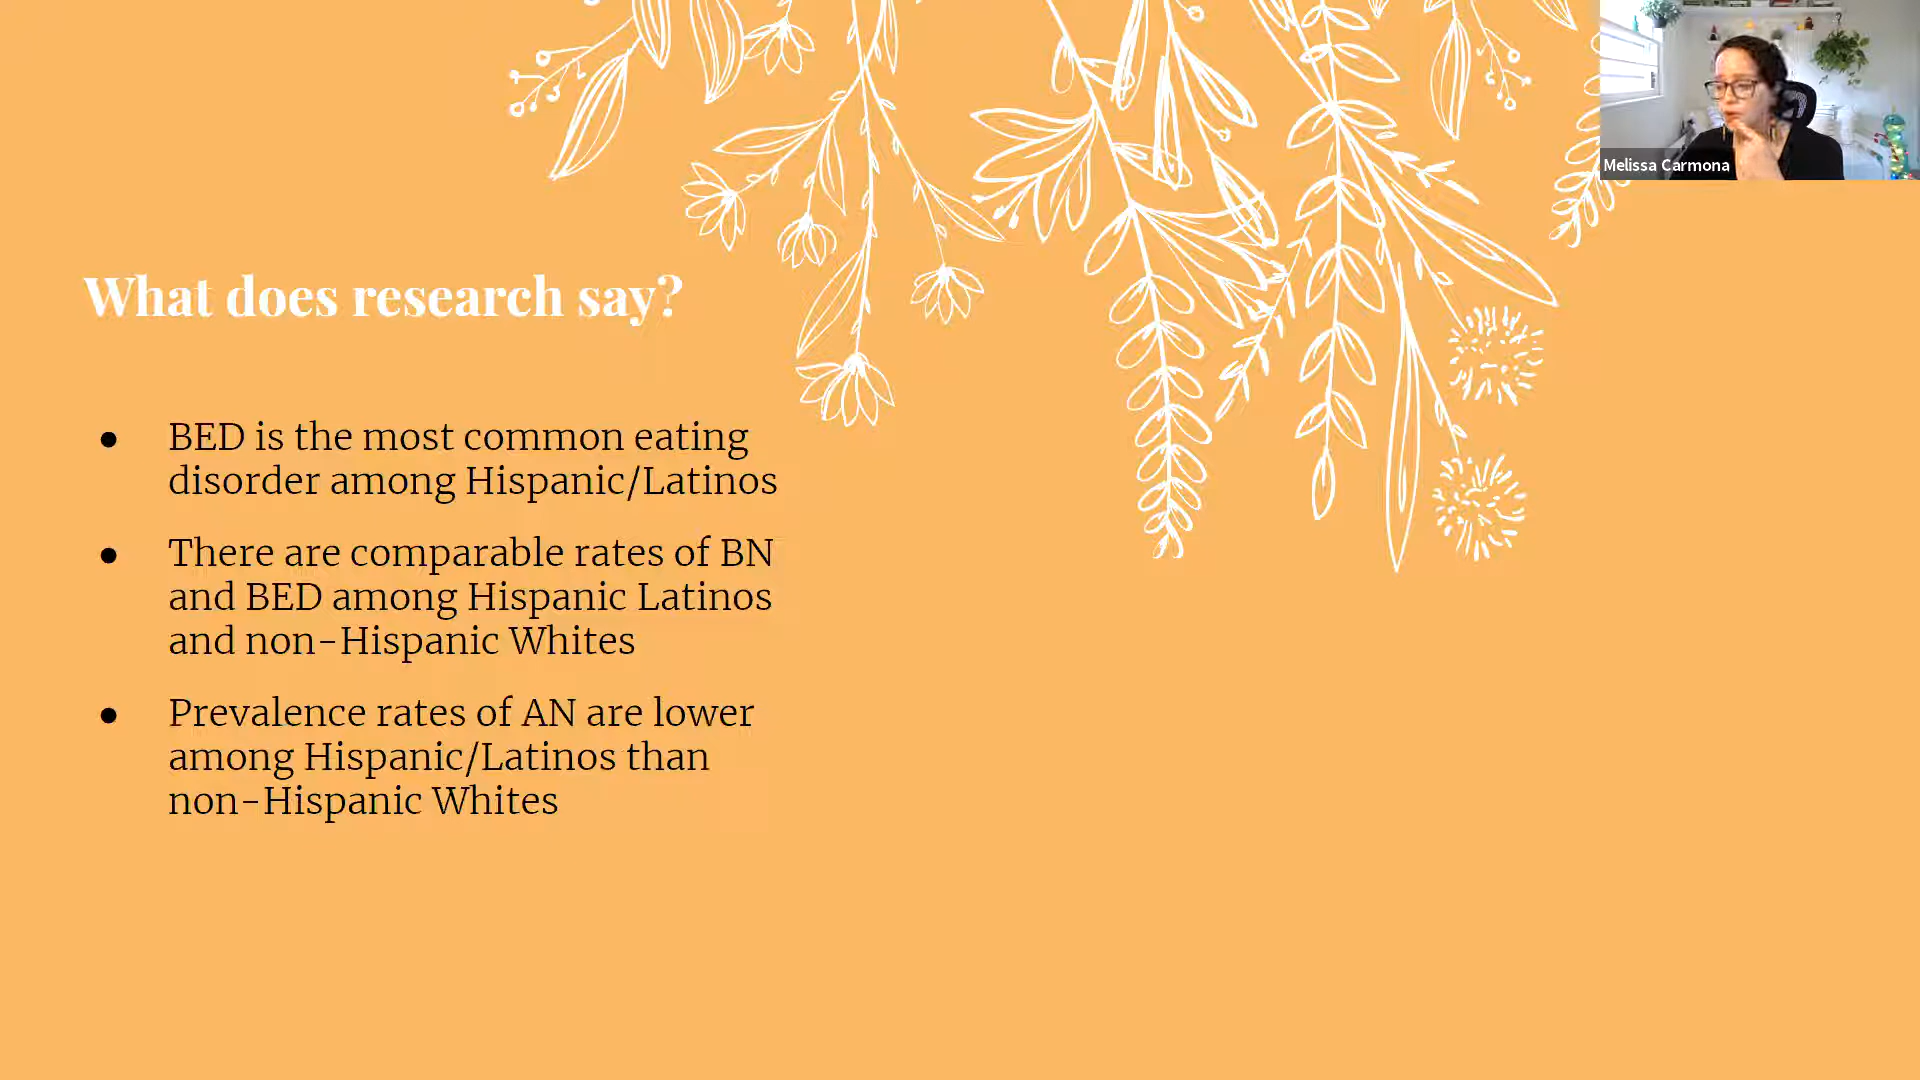 Melissa Carmona
What does research say?
● BED is the most common eating
disorder among Hispanic/Latinos
● There are comparable rates of BN
and BED among Hispanic Latinos
and non-Hispanic Whites
● Prevalence rates of AN are lower
among Hispanic/Latinos than
non-Hispanic Whites